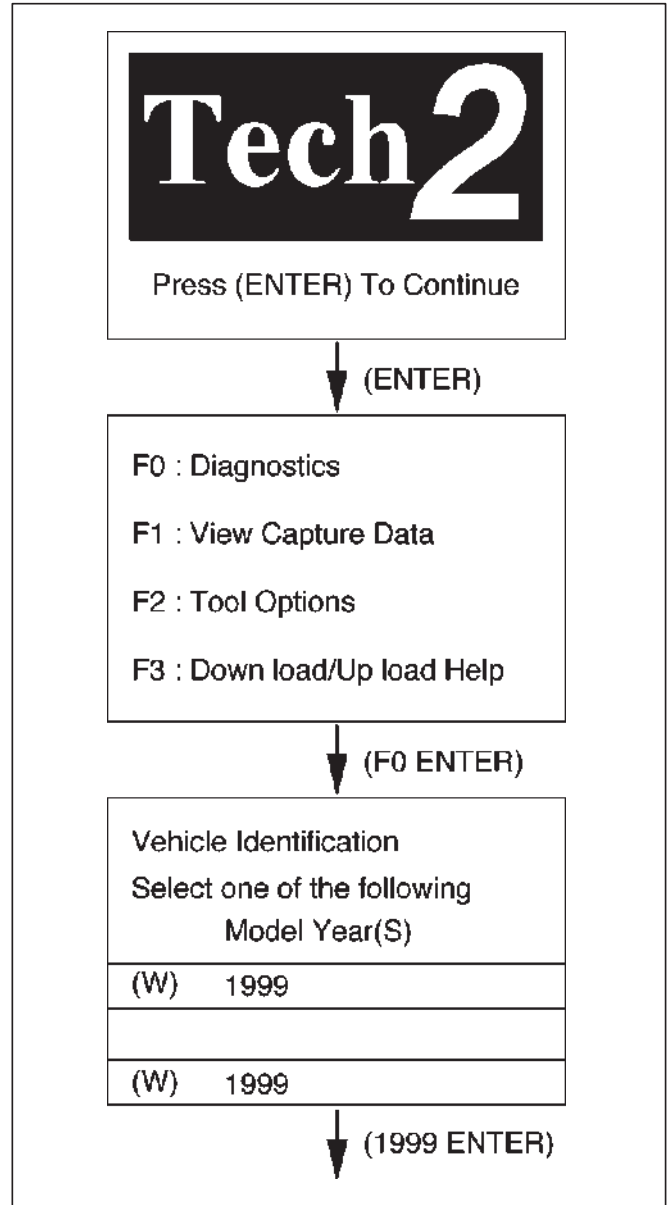 Tech2
Press (ENTER) To Continue
(ENTER)
F0 : Diagnostics
F1 : View Capture Data
F2 : Tool Options
F3 : Down load/Up load Help
(F0 ENTER)
Vehicle Identification
Select one of the following
Model Year(S)
(W) 1999
(W) 1999
(1999 ENTER)